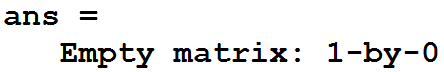 ans =
Empty matrix: 1-by-0